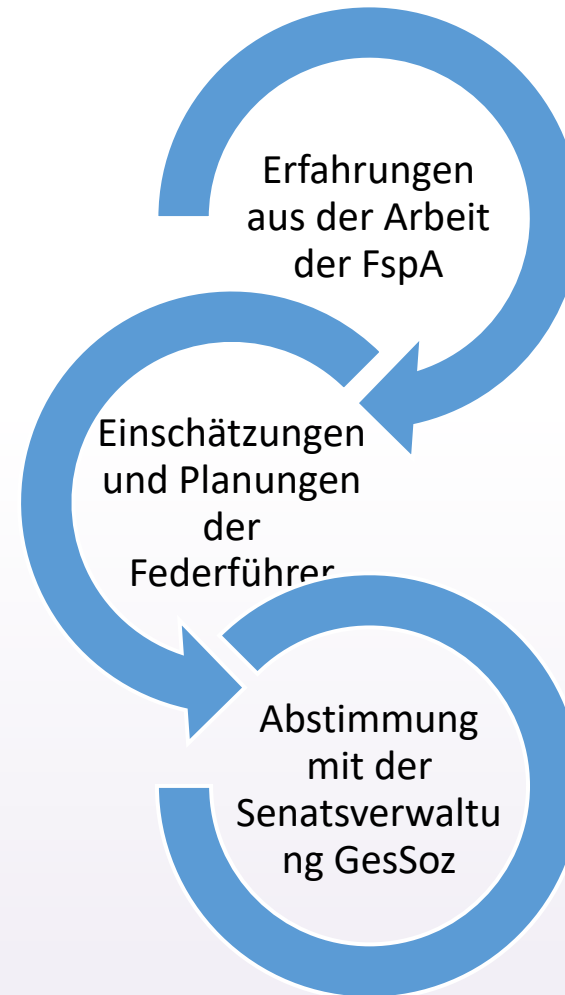 Erfahrungen
aus der Arbeit
der FspA
Einschätzungen
und Planungen
der
Federführer
Abstimmung
mit der
Senatsverwaltu
ng GesSoz